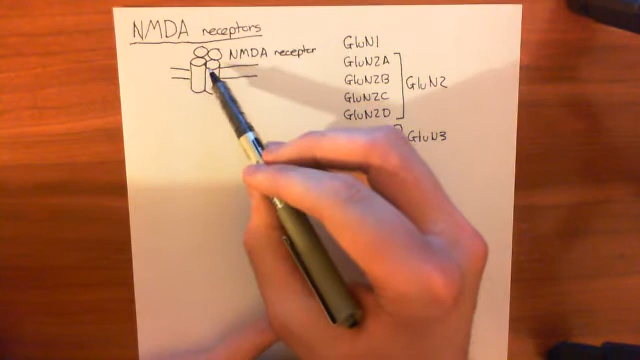 NMDA receptors
NMDA receptor
GluN1
GluN2A
GluN2B
GluN2C
GluN2D
GluN2
GluN3